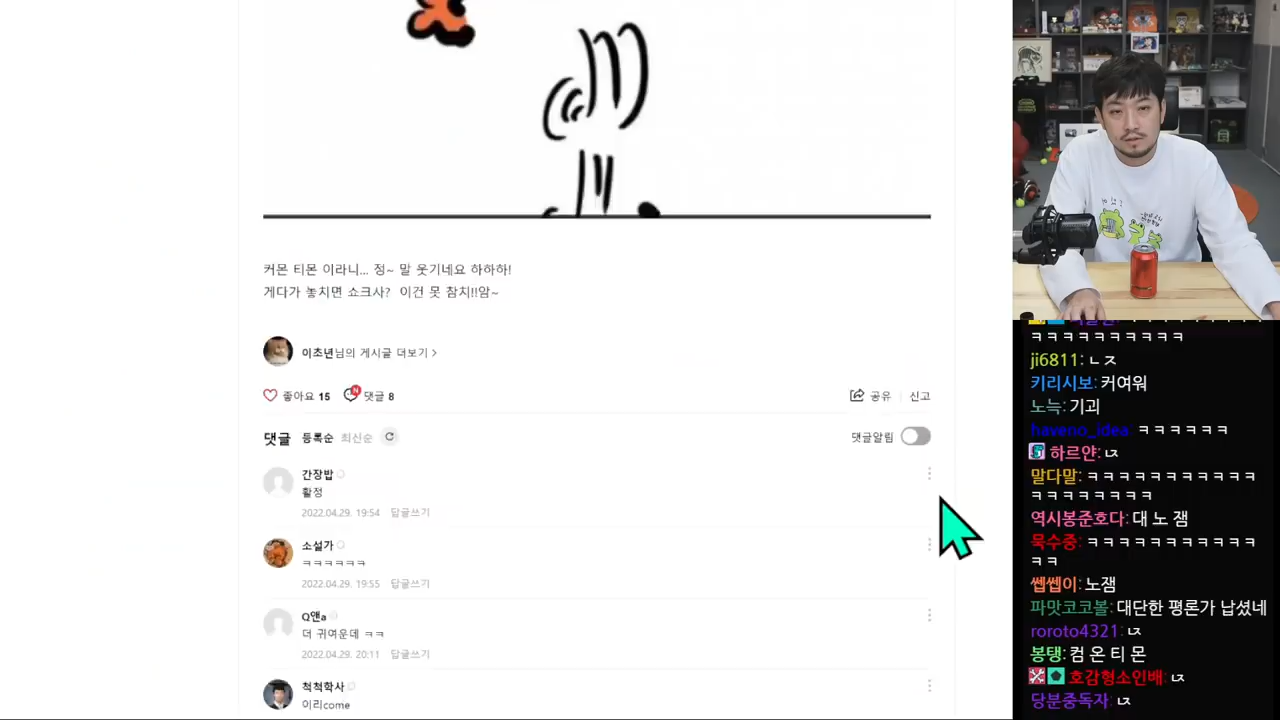 커몬 티몬 이라니... 정~ 말 웃기네요 하하하!
게다가 놓치면 쇼크사? 이건 못 참치!!암~
이초년님의 게시글 더보기 >
좋아요 15 댓글 8
공유 신고
댓글 등록순 최신순
댓글알림
간장밥
활정
2022.04.29. 19:54 답글쓰기
소설가
ㅋㅋㅋㅋㅋㅋ
2022.04.29. 19:55 답글쓰기
Q앤a
더 귀여운데 ㅋㅋ
2022.04.29. 20:11 답글쓰기
척척학사
이리come
ㅋㅋㅋㅋㅋㅋㅋㅋㅋㅋㅋ
ji6811: ㄴㅈ
키리시보: 커여워
노늑: 기괴
haveno_idea: ㅋㅋㅋㅋㅋㅋ
하르얀: ㄵ
말다말: ㅋㅋㅋㅋㅋㅋㅋㅋㅋㅋㅋ
ㅋㅋㅋㅋㅋㅋㅋㅋㅋ
역시봉준호다: 대 노 잼
묵수중: ㅋㅋㅋㅋㅋㅋㅋㅋㅋㅋㅋ
ㅋㅋ
쎕쎕이: 노잼
파맛코코볼: 대단한 평론가 납셨네
roroto4321: ㄵ
봉탱: 컴 온 티 몬
호감형소인배: ㄵ
당분중독자: ㄵ